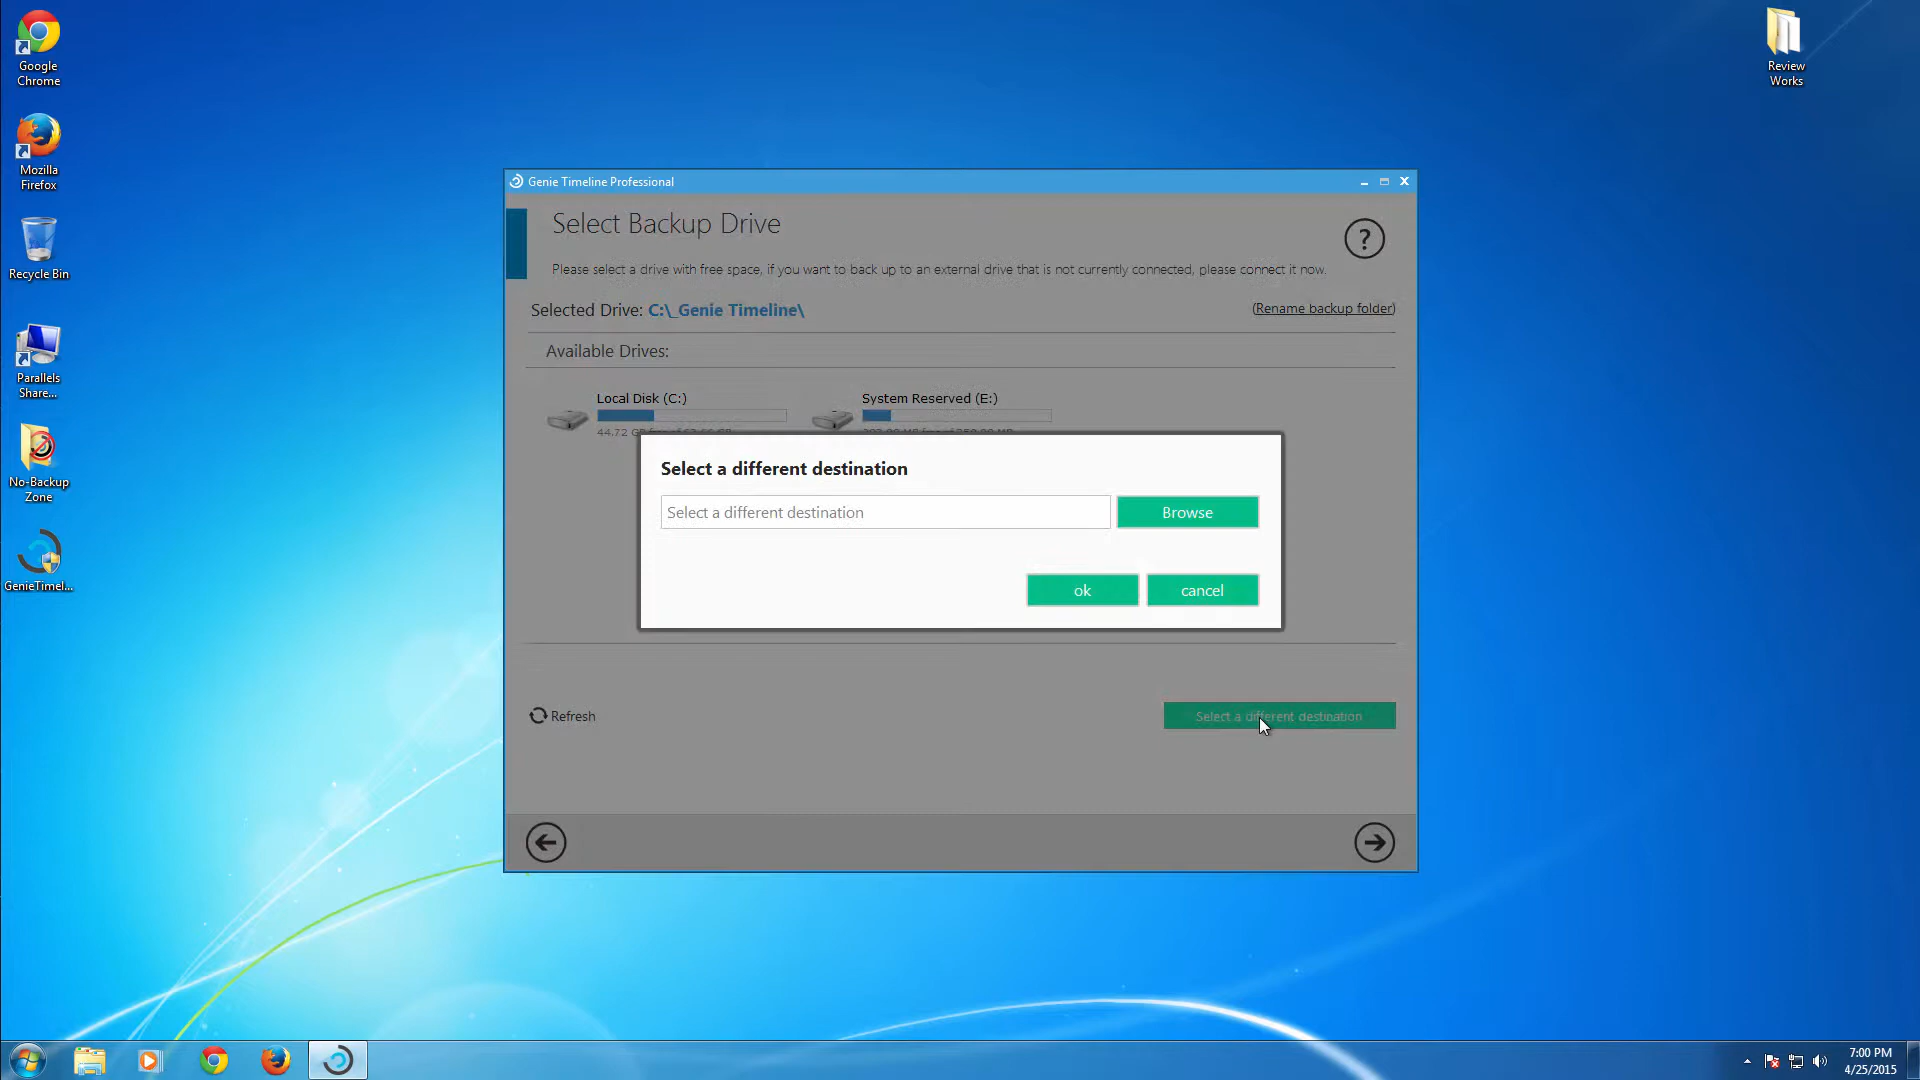 Google
Chrome
Mozilla
Firefox
Recycle Bin
Parallels
Share...
No-Backup
Zone
GenieTimel...
Review
Works
Genie Timeline Professional
Select Backup Drive
?
Please select a drive with free space, if you want to back up to an external drive that is not currently connected, please connect it now.
Selected Drive: C:\_Genie Timeline\
(Rename backup folder)
Available Drives:
Local Disk (C:)
System Reserved (E:)
Select a different destination
Select a different destination
Browse
ok
cancel
Refresh
Select a different destination
7:00 PM
4/25/2015